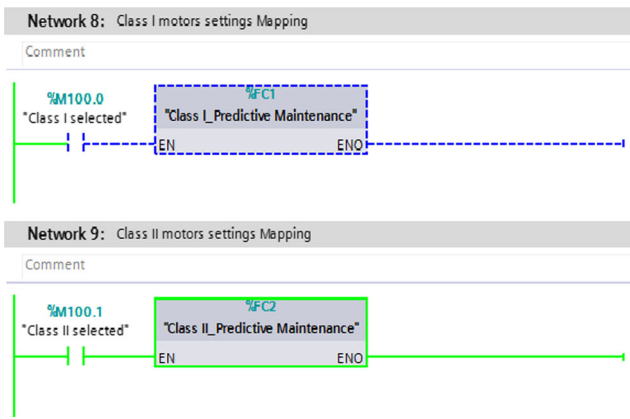 Network 8: Class I motors settings Mapping
Comment
%M100.0
"Class I selected"
%FC1
"Class I_Predictive Maintenance"
EN ENO
Network 9: Class II motors settings Mapping
Comment
%M100.1
"Class II selected"
%FC2
"Class II_Predictive Maintenance"
EN ENO